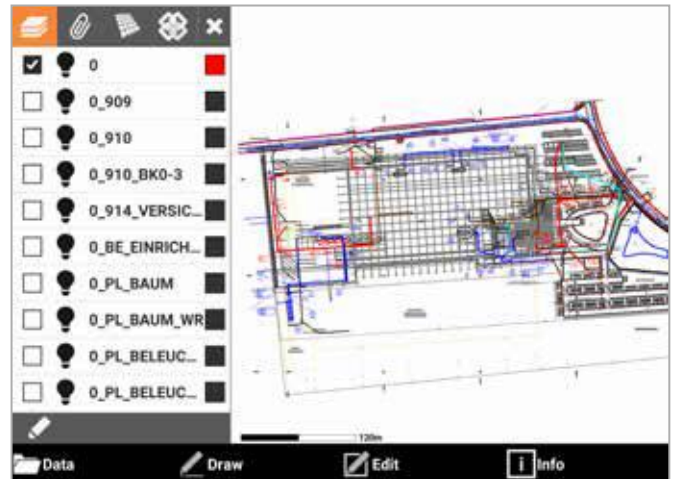 0
0_909
0_910
0_910_BK0-3
0_914_VERSIC...
0_BE_EINRICH...
0_PL_BAUM
0_PL_BAUM_WR
0_PL_BELEUC...
0_PL_BELEUC...
120m
Data
Draw
Edit
i Info